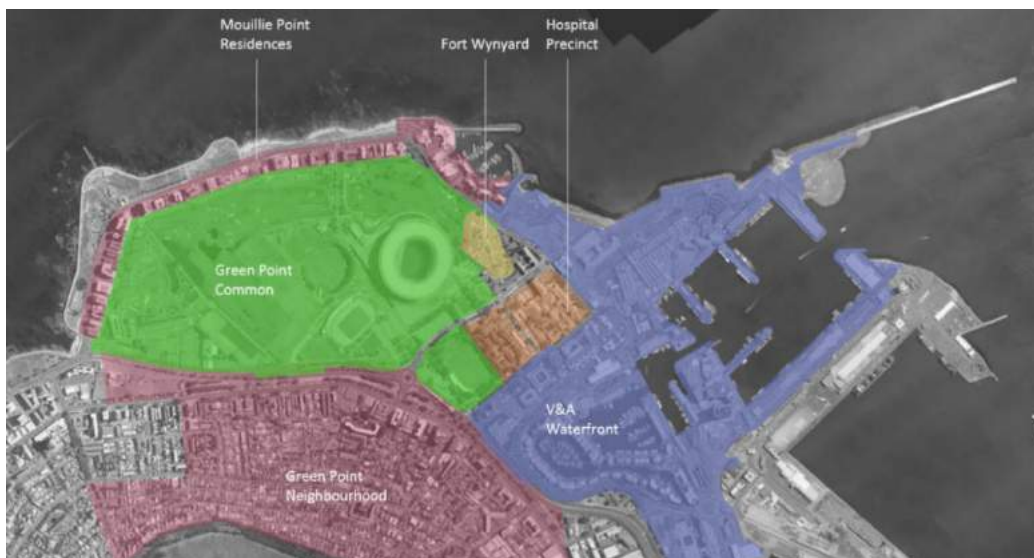 Mouillie Point
Residences
Fort Wynyard
Hospital
Precinct
Green Point
Common
V&A
Waterfront
Green Point
Neighbourhood